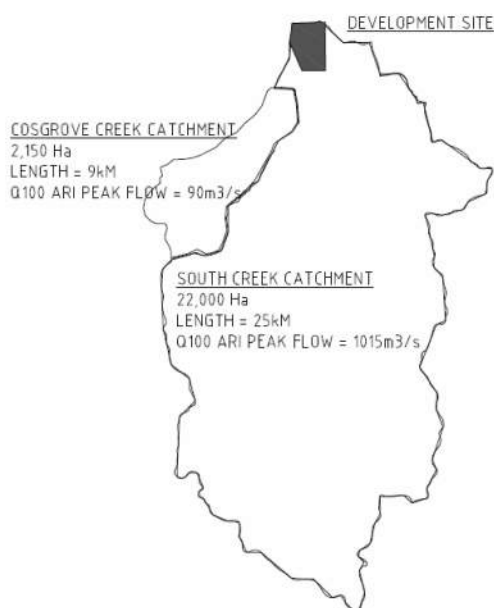 DEVELOPMENT SITE
COSGROVE CREEK CATCHMENT
2,150 Ha
LENGTH = 9kM
Q100 ARI PEAK FLOW = 90m3/s
SOUTH CREEK CATCHMENT
22,000 Ha
LENGTH = 25kM
Q100 ARI PEAK FLOW = 1015m3/s